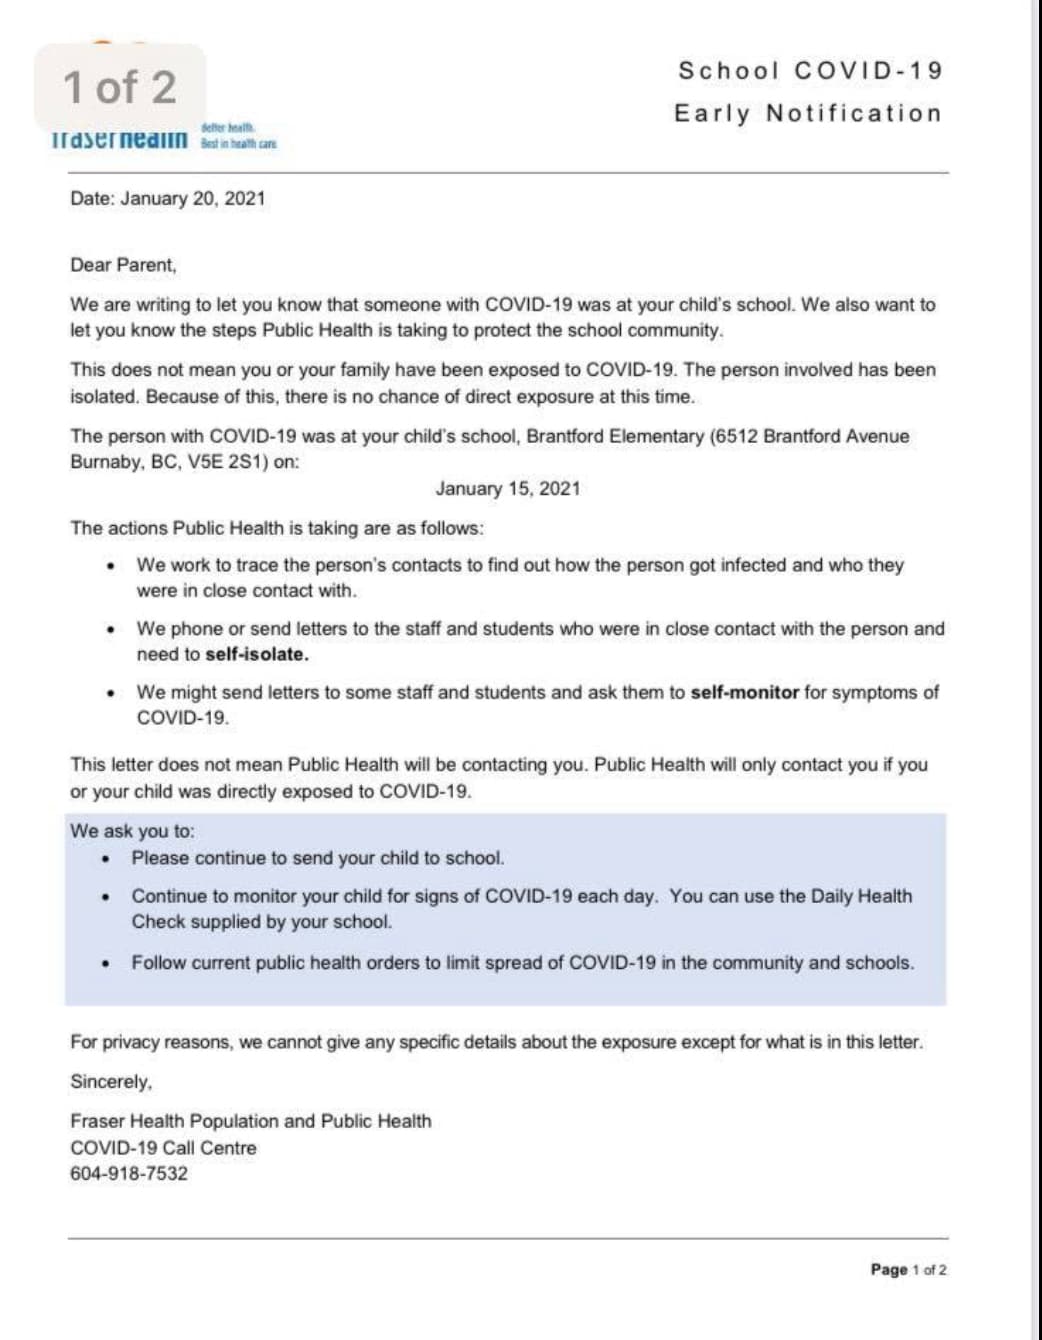 1 of 2
School COVID-19
Early Notification
fraserhealth
Better health.
Best in health care.
Date: January 20, 2021
Dear Parent,
We are writing to let you know that someone with COVID-19 was at your child's school. We also want to
let you know the steps Public Health is taking to protect the school community.
This does not mean you or your family have been exposed to COVID-19. The person involved has been
isolated. Because of this, there is no chance of direct exposure at this time.
The person with COVID-19 was at your child's school, Brantford Elementary (6512 Brantford Avenue
Burnaby, BC, V5E 2S1) on:
January 15, 2021
The actions Public Health is taking are as follows:
• We work to trace the person's contacts to find out how the person got infected and who they
were in close contact with.
• We phone or send letters to the staff and students who were in close contact with the person and
need to self-isolate.
• We might send letters to some staff and students and ask them to self-monitor for symptoms of
COVID-19.
This letter does not mean Public Health will be contacting you. Public Health will only contact you if you
or your child was directly exposed to COVID-19.
We ask you to:
• Please continue to send your child to school.
• Continue to monitor your child for signs of COVID-19 each day. You can use the Daily Health
Check supplied by your school.
• Follow current public health orders to limit spread of COVID-19 in the community and schools.
For privacy reasons, we cannot give any specific details about the exposure except for what is in this letter.
Sincerely,
Fraser Health Population and Public Health
COVID-19 Call Centre
604-918-7532
Page 1 of 2